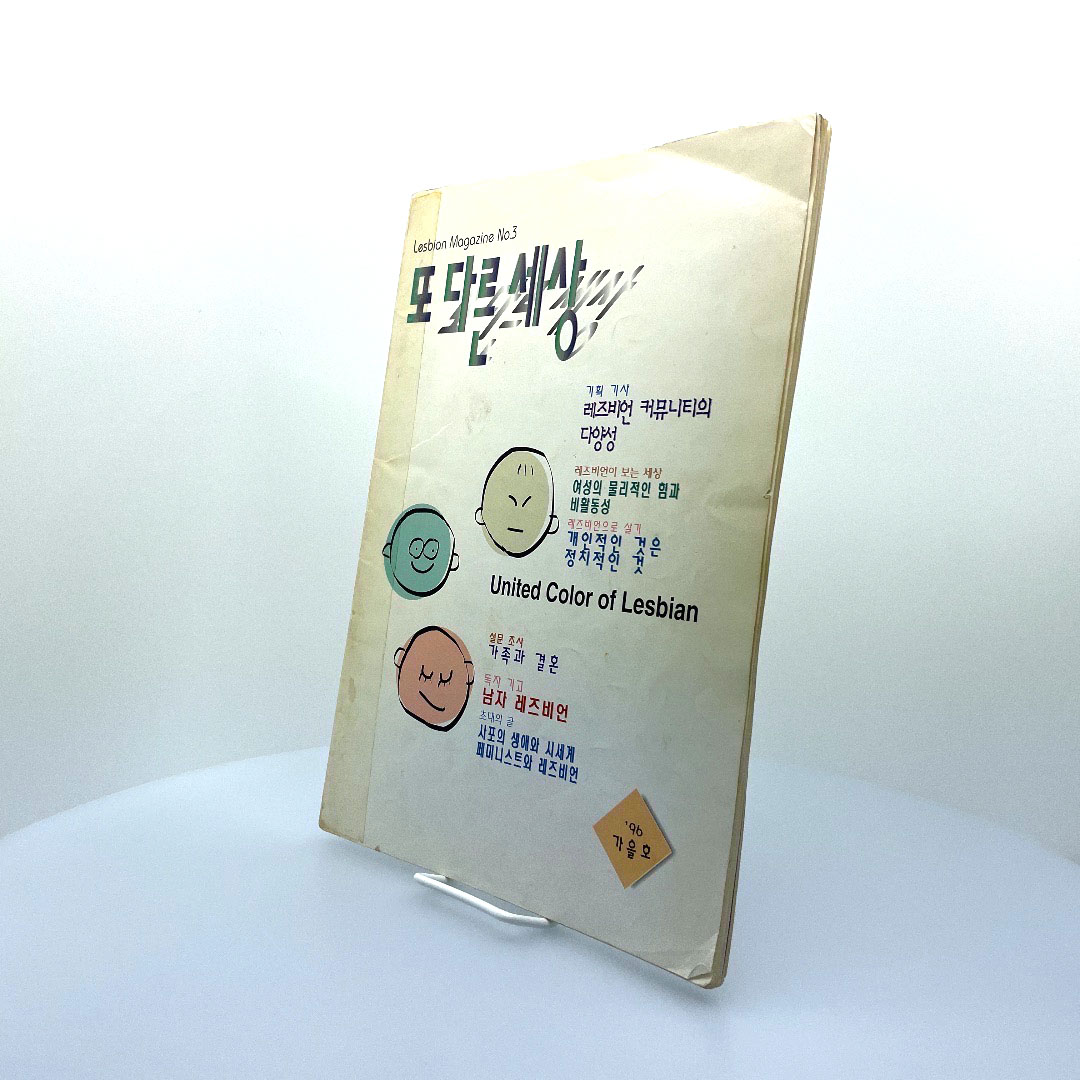 Lesbian Magazine No.3
또 다른 세상
기획 기사
레즈비언 커뮤니티의
다양성
레즈비언이 보는 세상
여성의 물리적인 힘과
비활동성
레즈비언으로 살기
개인적인 것은
정치적인 것
United Color of Lesbian
설문 조사
가족과 결혼
독자 기고
남자 레즈비언
초대의 글
사포의 생애와 시세계
페미니스트와 레즈비언
'96
가을호